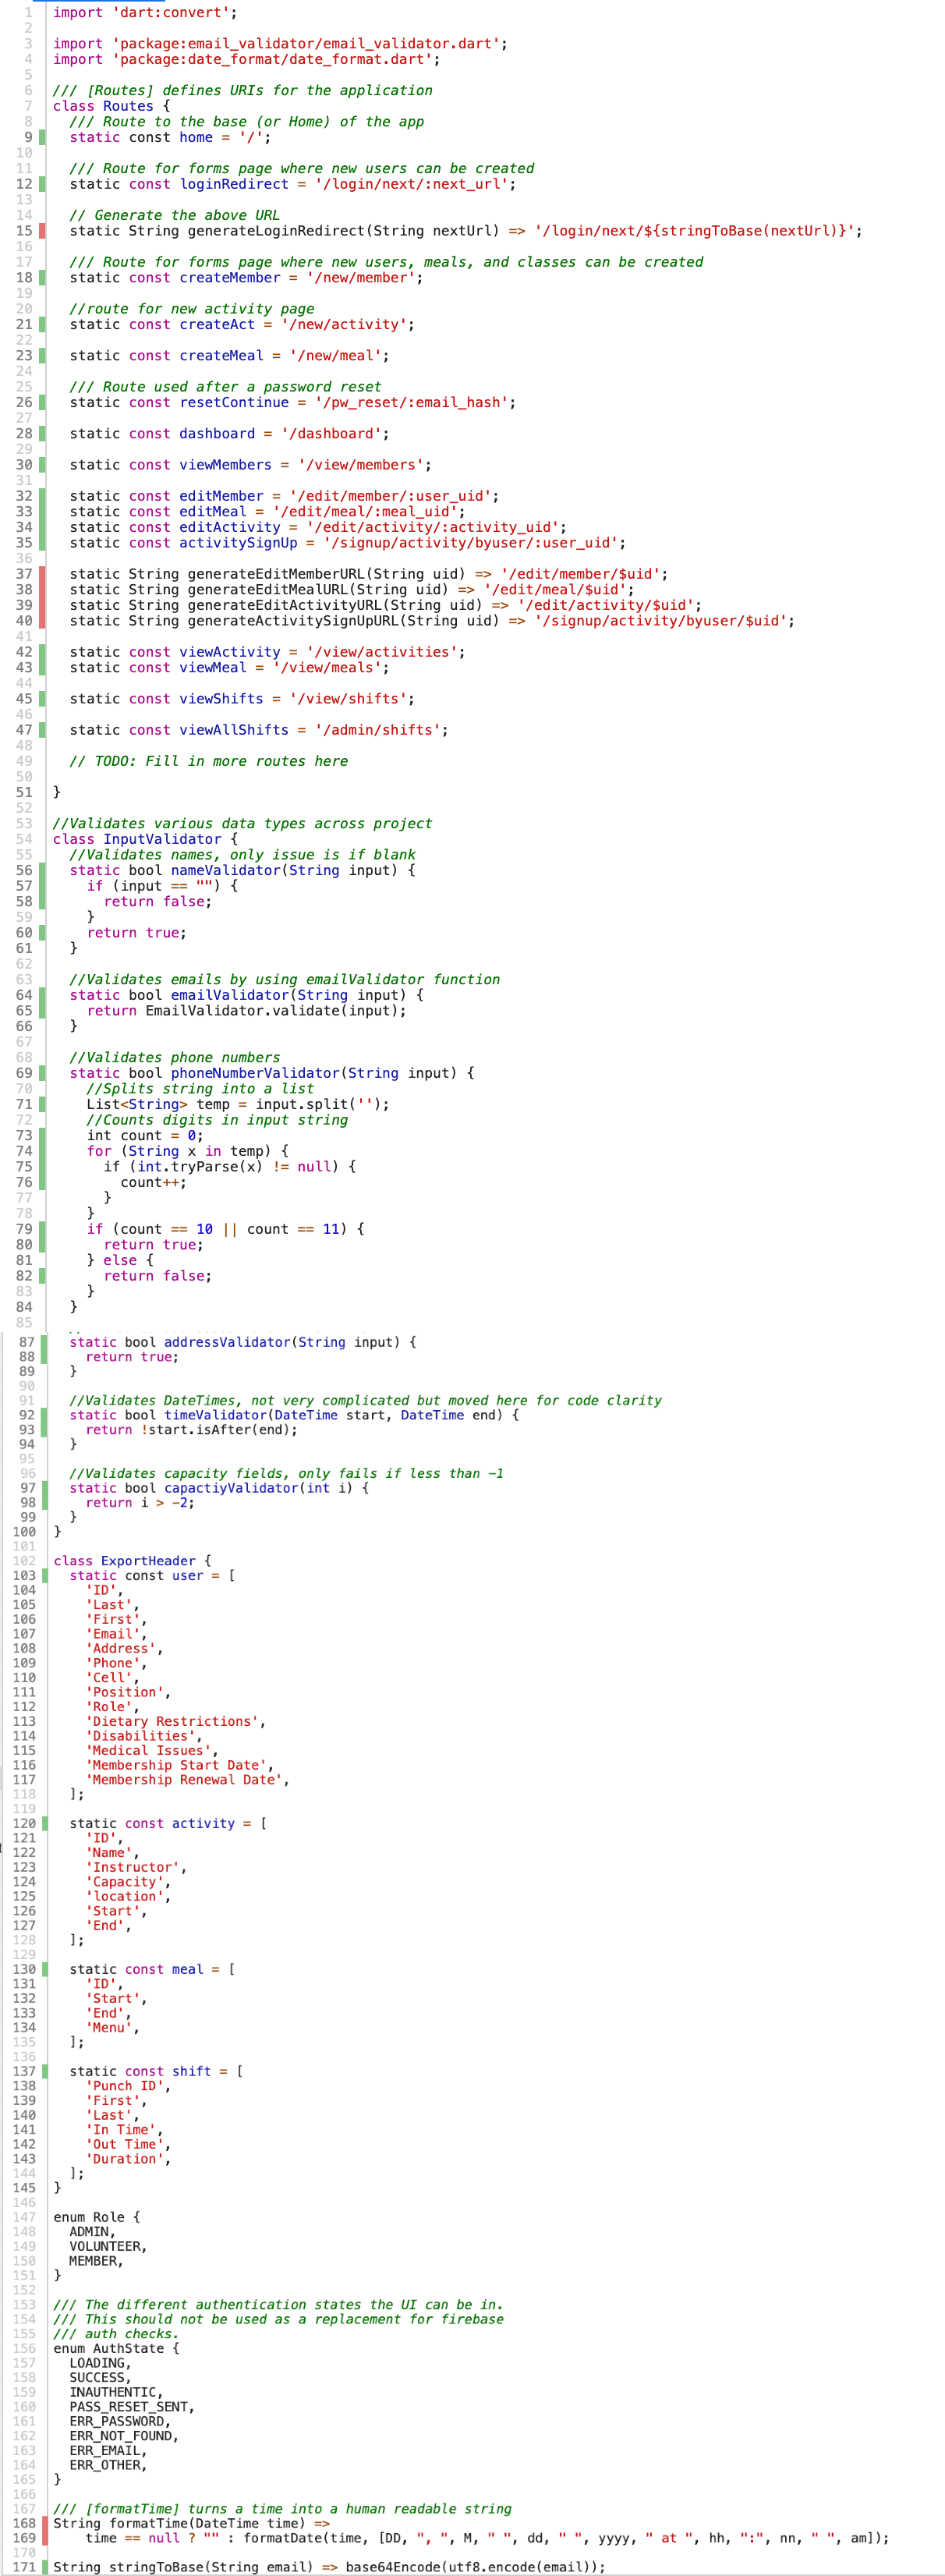 1 import 'dart:convert';
2
3 import 'package:email_validator/email_validator.dart';
4 import 'package:date_format/date_format.dart';
5
6 /// [Routes] defines URIs for the application
7 class Routes {
8   /// Route to the base (or Home) of the app
9   static const home = '/';
10
11   /// Route for forms page where new users can be created
12   static const loginRedirect = '/login/next/:next_url';
13
14   // Generate the above URL
15   static String generateLoginRedirect(String nextUrl) => '/login/next/${stringToBase(nextUrl)}';
16
17   /// Route for forms page where new users, meals, and classes can be created
18   static const createMember = '/new/member';
19
20   //route for new activity page
21   static const createAct = '/new/activity';
22
23   static const createMeal = '/new/meal';
24
25   /// Route used after a password reset
26   static const resetContinue = '/pw_reset/:email_hash';
27
28   static const dashboard = '/dashboard';
29
30   static const viewMembers = '/view/members';
31
32   static const editMember = '/edit/member/:user_uid';
33   static const editMeal = '/edit/meal/:meal_uid';
34   static const editActivity = '/edit/activity/:activity_uid';
35   static const activitySignUp = '/signup/activity/byuser/:user_uid';
36
37   static String generateEditMemberURL(String uid) => '/edit/member/$uid';
38   static String generateEditMealURL(String uid) => '/edit/meal/$uid';
39   static String generateEditActivityURL(String uid) => '/edit/activity/$uid';
40   static String generateActivitySignUpURL(String uid) => '/signup/activity/byuser/$uid';
41
42   static const viewActivity = '/view/activities';
43   static const viewMeal = '/view/meals';
44
45   static const viewShifts = '/view/shifts';
46
47   static const viewAllShifts = '/admin/shifts';
48
49   // TODO: Fill in more routes here
50
51 }
52
53 //Validates various data types across project
54 class InputValidator {
55   //Validates names, only issue is if blank
56   static bool nameValidator(String input) {
57     if (input == "") {
58       return false;
59     }
60     return true;
61   }
62
63   //Validates emails by using emailValidator function
64   static bool emailValidator(String input) {
65     return EmailValidator.validate(input);
66   }
67
68   //Validates phone numbers
69   static bool phoneNumberValidator(String input) {
70     //Splits string into a list
71     List<String> temp = input.split('');
72     //Counts digits in input string
73     int count = 0;
74     for (String x in temp) {
75       if (int.tryParse(x) != null) {
76         count++;
77       }
78     }
79     if (count == 10 || count == 11) {
80       return true;
81     } else {
82       return false;
83     }
84   }
85
87   static bool addressValidator(String input) {
88     return true;
89   }
90
91   //Validates DateTimes, not very complicated but moved here for code clarity
92   static bool timeValidator(DateTime start, DateTime end) {
93     return !start.isAfter(end);
94   }
95
96   //Validates capacity fields, only fails if less than -1
97   static bool capactiyValidator(int i) {
98     return i > -2;
99   }
100 }
101
102 class ExportHeader {
103   static const user = [
104     'ID',
105     'Last',
106     'First',
107     'Email',
108     'Address',
109     'Phone',
110     'Cell',
111     'Position',
112     'Role',
113     'Dietary Restrictions',
114     'Disabilities',
115     'Medical Issues',
116     'Membership Start Date',
117     'Membership Renewal Date',
118   ];
119
120   static const activity = [
121     'ID',
122     'Name',
123     'Instructor',
124     'Capacity',
125     'location',
126     'Start',
127     'End',
128   ];
129
130   static const meal = [
131     'ID',
132     'Start',
133     'End',
134     'Menu',
135   ];
136
137   static const shift = [
138     'Punch ID',
139     'First',
140     'Last',
141     'In Time',
142     'Out Time',
143     'Duration',
144   ];
145 }
146
147 enum Role {
148   ADMIN,
149   VOLUNTEER,
150   MEMBER,
151 }
152
153 /// The different authentication states the UI can be in.
154 /// This should not be used as a replacement for firebase
155 /// auth checks.
156 enum AuthState {
157   LOADING,
158   SUCCESS,
159   INAUTHENTIC,
160   PASS_RESET_SENT,
161   ERR_PASSWORD,
162   ERR_NOT_FOUND,
163   ERR_EMAIL,
164   ERR_OTHER,
165 }
166
167 /// [formatTime] turns a time into a human readable string
168 String formatTime(DateTime time) =>
169     time == null ? "" : formatDate(time, [DD, ", ", M, " ", dd, " ", yyyy, " at ", hh, ":", nn, " ", am]);
170
171 String stringToBase(String email) => base64Encode(utf8.encode(email));